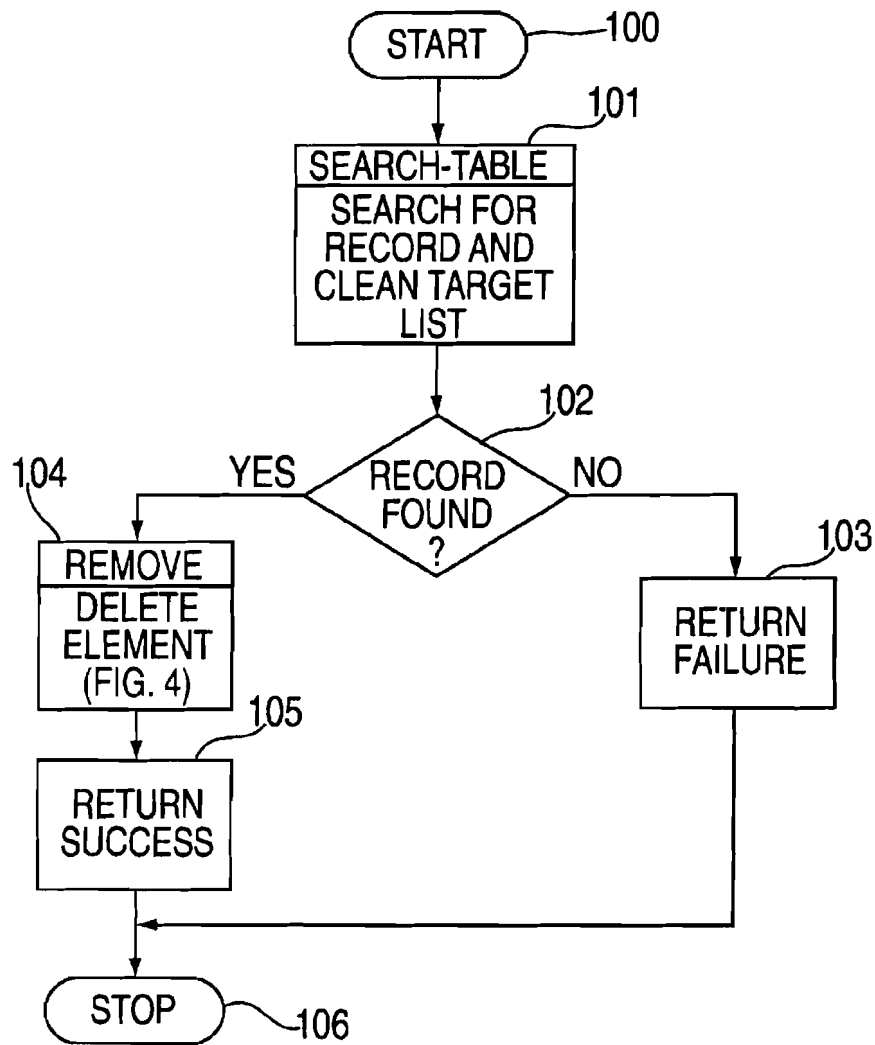 START
100
101
SEARCH-TABLE
SEARCH FOR
RECORD AND
CLEAN TARGET
LIST
102
RECORD
FOUND
?
YES
NO
104
REMOVE
DELETE
ELEMENT
(FIG. 4)
103
RETURN
FAILURE
105
RETURN
SUCCESS
STOP
106